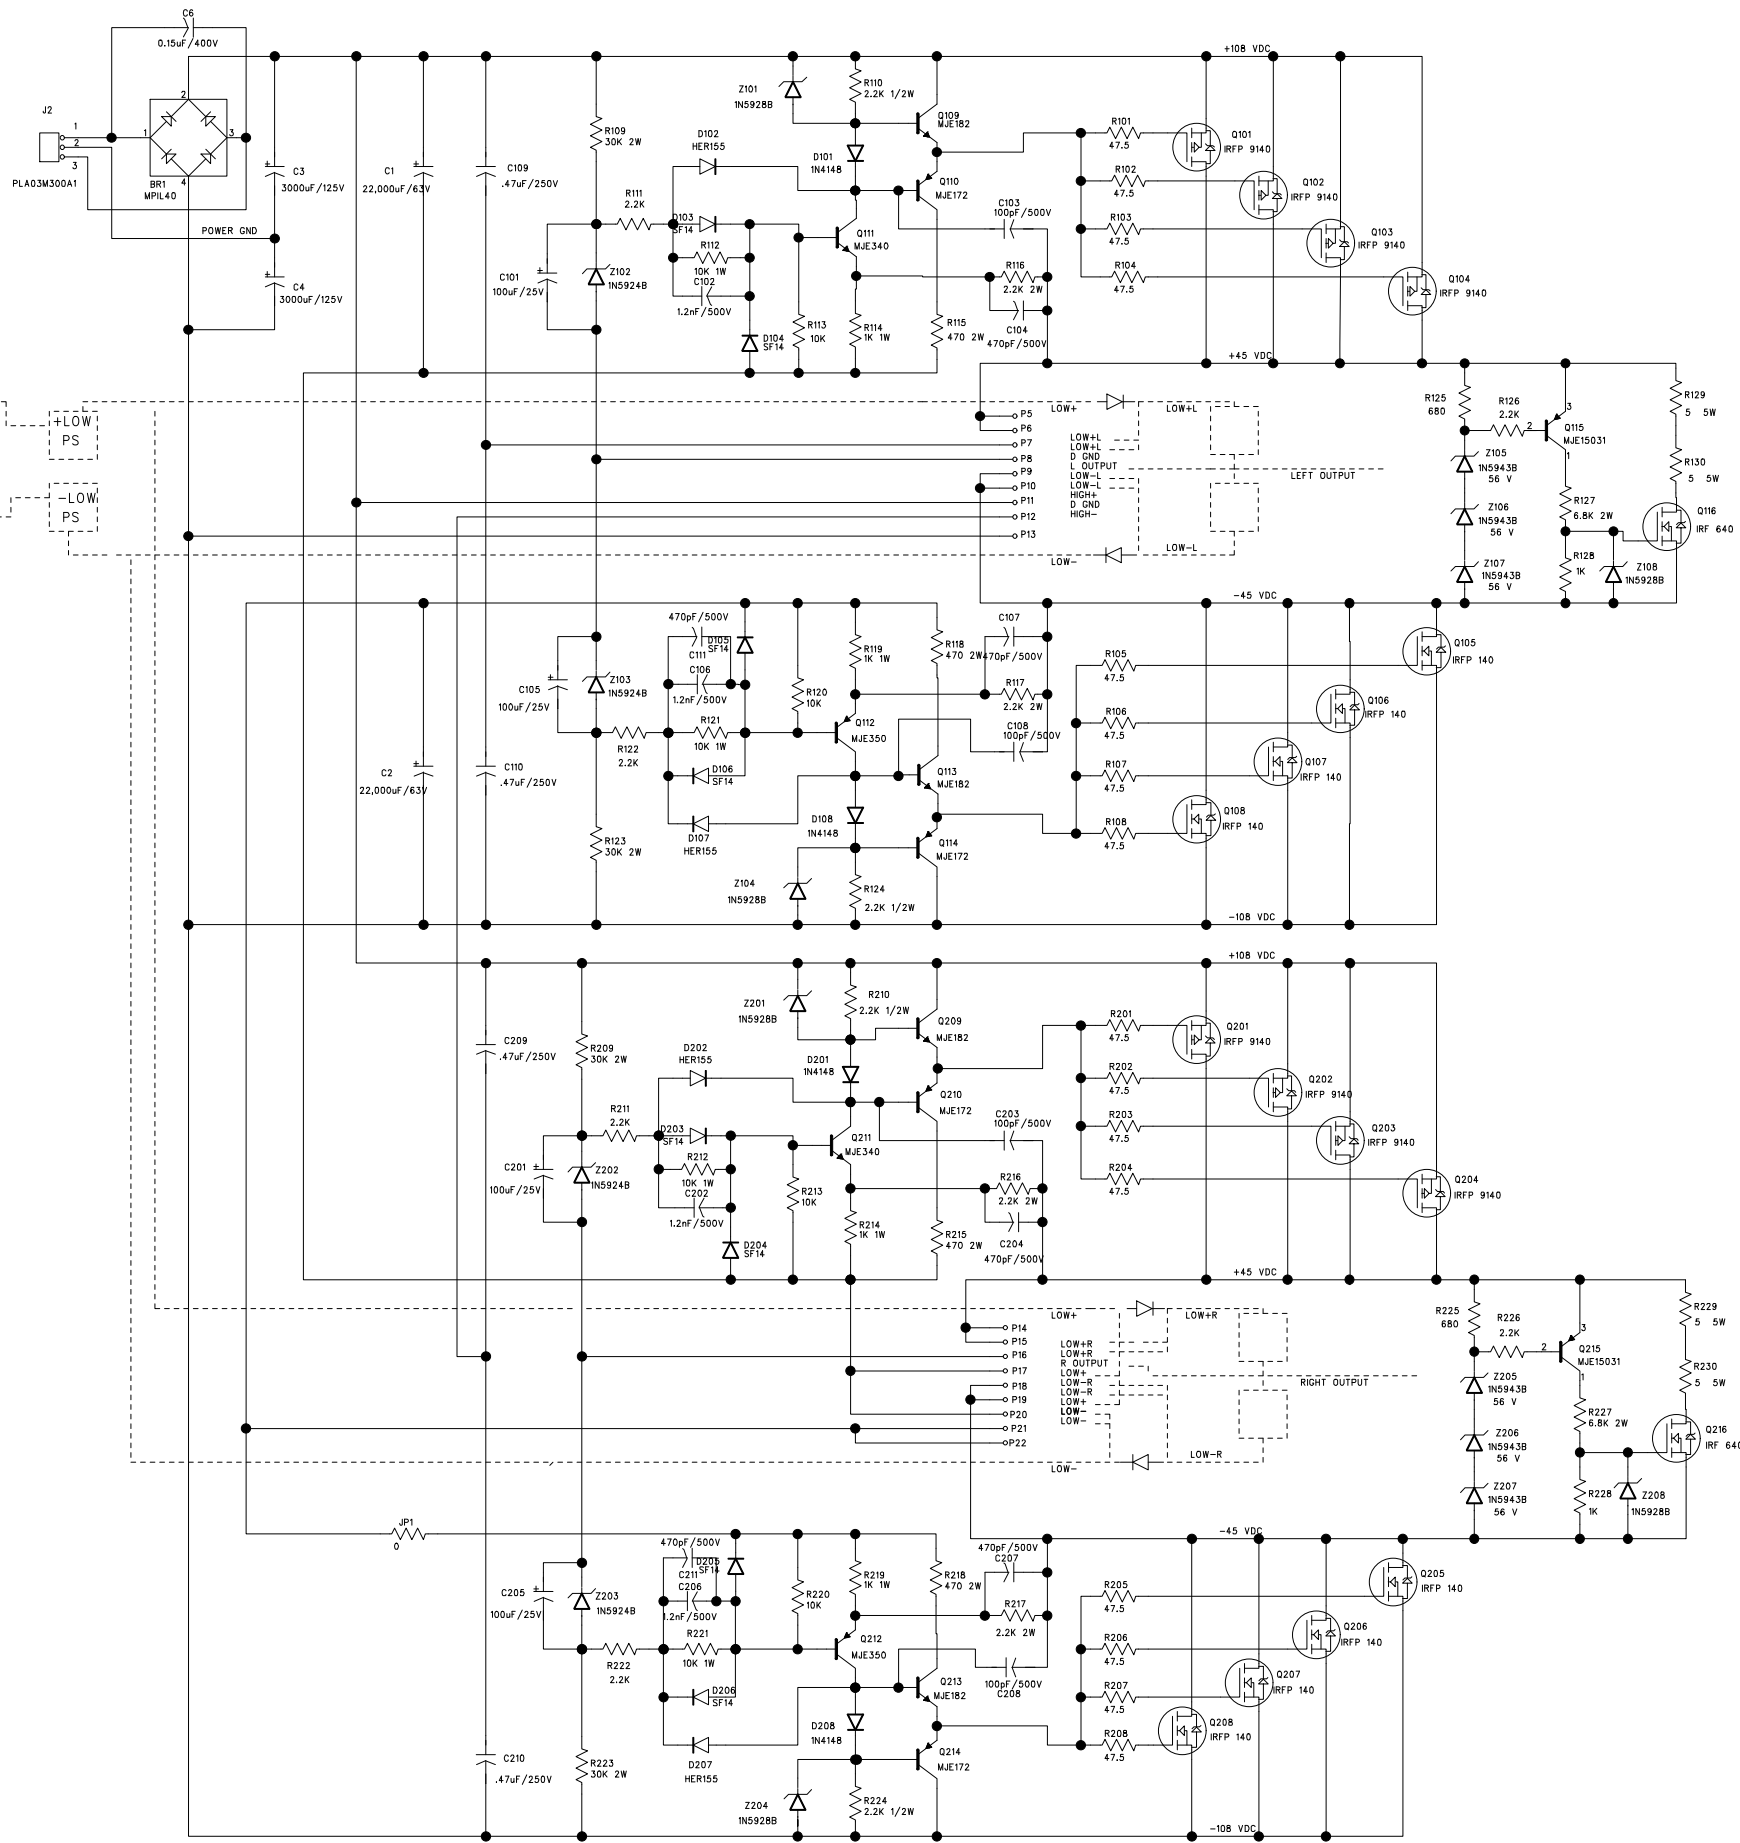 C6
0.15uF/400V
J2
1
2
3
PLA03M300A1
2
1
3
4
BR1
MPIL40
POWER GND
C3
3000uF/125V
C4
3000uF/125V
C1
22,000uF/63V
C109
.47uF/250V
R109
30K 2W
R111
2.2K
C101
100uF/25V
Z102
1N5924B
D102
HER155
D103
SF14
R112
10K 1W
C102
1.2nF/500V
D104
SF14
R113
10K
Z101
1N5928B
R110
2.2K 1/2W
D101
1N4148
Q109
MJE182
Q110
MJE172
Q111
MJE340
R114
1K 1W
R115
470 2W
C103
100pF/500V
R116
2.2K 2W
C104
470pF/500V
+108 VDC
R101
47.5
R102
47.5
R103
47.5
R104
47.5
Q101
IRFP 9140
Q102
IRFP 9140
Q103
IRFP 9140
Q104
IRFP 9140
+45 VDC
+LOW
PS
-LOW
PS
P5
P6
P7
P8
P9
P10
P11
P12
P13
LOW+
LOW+L
LOW+L
LOW+L
D GND
L OUTPUT
LOW-L
LOW-L
HIGH+
D GND
HIGH-
LEFT OUTPUT
LOW-
LOW-L
R125
680
R126
2.2K
2
3
1
Q115
MJE15031
Z105
1N5943B
56 V
Z106
1N5943B
56 V
Z107
1N5943B
56 V
R127
6.8K 2W
R128
1K
Z108
1N5928B
R129
5 5W
R130
5 5W
Q116
IRF 640
-45 VDC
C2
22,000uF/63V
C110
.47uF/250V
C105
100uF/25V
Z103
1N5924B
R122
2.2K
R123
30K 2W
470pF/500V
C111
D105
SF14
C106
1.2nF/500V
R121
10K 1W
D106
SF14
D107
HER155
R120
10K
R119
1K 1W
R118
470 2W
Q112
MJE350
Q113
MJE182
D108
1N4148
Q114
MJE172
Z104
1N5928B
R124
2.2K 1/2W
C107
470pF/500V
R117
2.2K 2W
C108
100pF/500V
R105
47.5
R106
47.5
R107
47.5
R108
47.5
Q105
IRFP 140
Q106
IRFP 140
Q107
IRFP 140
Q108
IRFP 140
-108 VDC
+108 VDC
C209
.47uF/250V
R209
30K 2W
R211
2.2K
C201
100uF/25V
Z202
1N5924B
D202
HER155
D203
SF14
R212
10K 1W
C202
1.2nF/500V
D204
SF14
R213
10K
Z201
1N5928B
R210
2.2K 1/2W
D201
1N4148
Q209
MJE182
Q210
MJE172
Q211
MJE340
R214
1K 1W
R215
470 2W
C203
100pF/500V
R216
2.2K 2W
C204
470pF/500V
R201
47.5
R202
47.5
R203
47.5
R204
47.5
Q201
IRFP 9140
Q202
IRFP 9140
Q203
IRFP 9140
Q204
IRFP 9140
+45 VDC
P14
P15
P16
P17
P18
P19
P20
P21
P22
LOW+
LOW+R
LOW+R
LOW+R
R OUTPUT
LOW+
LOW-R
LOW-R
LOW+
LOW-
LOW-
RIGHT OUTPUT
LOW-
LOW-R
R225
680
R226
2.2K
2
3
1
Q215
MJE15031
Z205
1N5943B
56 V
Z206
1N5943B
56 V
Z207
1N5943B
56 V
R227
6.8K 2W
R228
1K
Z208
1N5928B
R229
5 5W
R230
5 5W
Q216
IRF 640
JP1
0
-45 VDC
C205
100uF/25V
Z203
1N5924B
R222
2.2K
C210
.47uF/250V
R223
30K 2W
470pF/500V
C211
D205
SF14
C206
1.2nF/500V
R221
10K 1W
D206
SF14
D207
HER155
R220
10K
R219
1K 1W
R218
470 2W
Q212
MJE350
Q213
MJE182
D208
1N4148
Q214
MJE172
Z204
1N5928B
R224
2.2K 1/2W
470pF/500V
C207
R217
2.2K 2W
100pF/500V
C208
R205
47.5
R206
47.5
R207
47.5
R208
47.5
Q205
IRFP 140
Q206
IRFP 140
Q207
IRFP 140
Q208
IRFP 140
-108 VDC